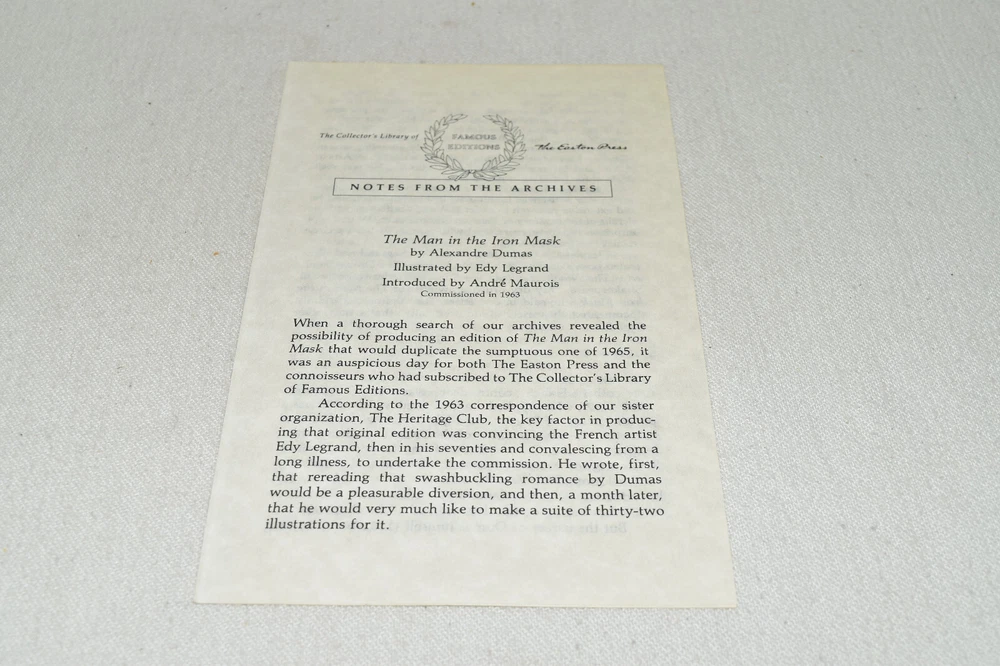 The Collector's Library of
FAMOUS
EDITIONS
The Easton Press
NOTES FROM THE ARCHIVES
The Man in the Iron Mask
by Alexandre Dumas
Illustrated by Edy Legrand
Introduced by André Maurois
Commissioned in 1963
When a thorough search of our archives revealed the
possibility of producing an edition of The Man in the Iron
Mask that would duplicate the sumptuous one of 1965, it
was an auspicious day for both The Easton Press and the
connoisseurs who had subscribed to The Collector's Library
of Famous Editions.
According to the 1963 correspondence of our sister
organization, The Heritage Club, the key factor in produc-
ing that original edition was convincing the French artist
Edy Legrand, then in his seventies and convalescing from a
long illness, to undertake the commission. He wrote, first,
that rereading that swashbuckling romance by Dumas
would be a pleasurable diversion, and then, a month later,
that he would very much like to make a suite of thirty-two
illustrations for it.